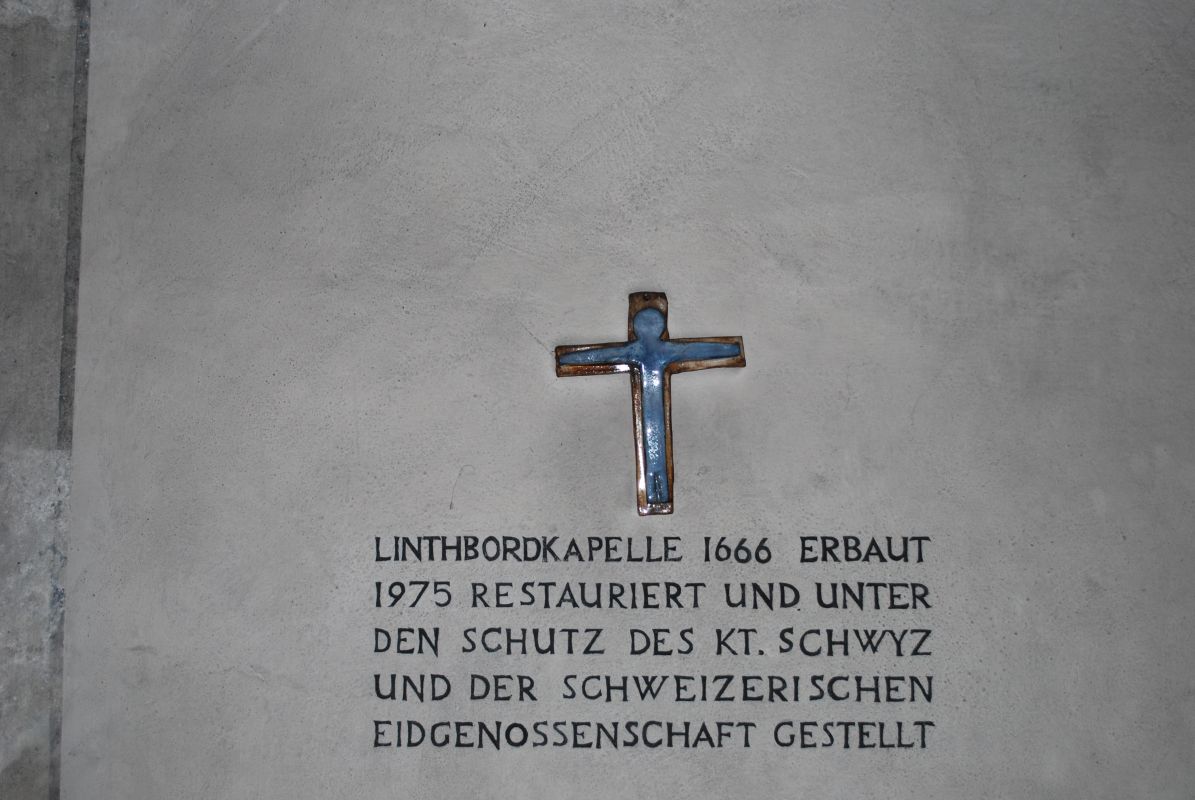 LINTHBORDKAPELLE 1666 ERBAUT
1975 RESTAURIERT UND UNTER
DEN SCHUTZ DES KT. SCHWYZ
UND DER SCHWEIZERISCHEN
EIDGENOSSENSCHAFT GESTELLT